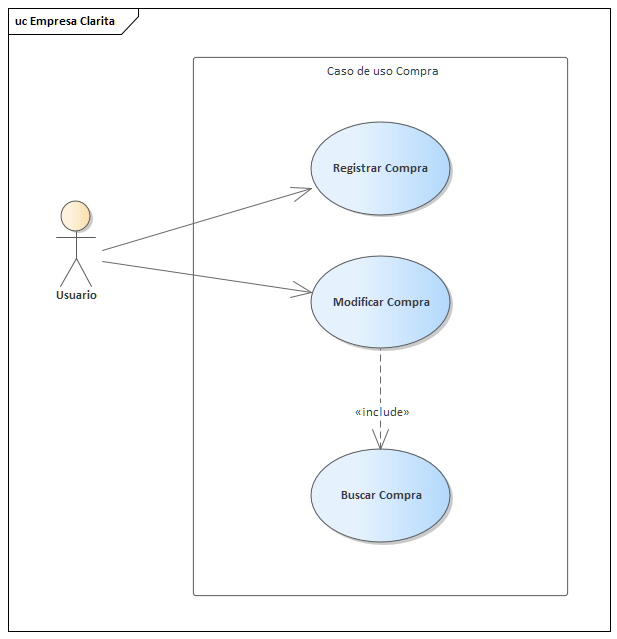 uc Empresa Clarita
Caso de uso Compra
Registrar Compra
Usuario
Modificar Compra
«include»
Buscar Compra